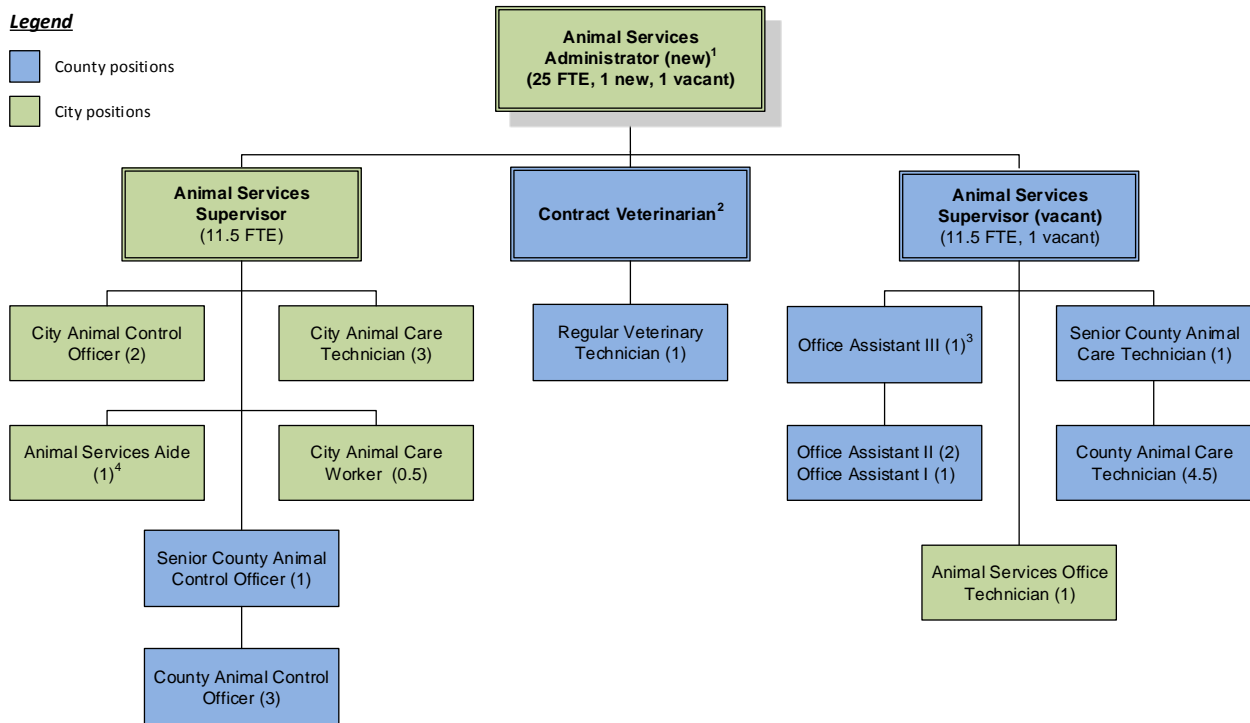 Legend
County positions
City positions
Animal Services
Administrator (new)1
(25 FTE, 1 new, 1 vacant)
Animal Services
Supervisor
(11.5 FTE)
Contract Veterinarian2
Animal Services
Supervisor (vacant)
(11.5 FTE, 1 vacant)
City Animal Control
Officer (2)
City Animal Care
Technician (3)
Regular Veterinary
Technician (1)
Office Assistant III (1)3
Senior County Animal
Care Technician (1)
Animal Services Aide
(1)4
City Animal Care
Worker (0.5)
Office Assistant II (2)
Office Assistant I (1)
County Animal Care
Technician (4.5)
Senior County Animal
Control Officer (1)
Animal Services Office
Technician (1)
County Animal Control
Officer (3)